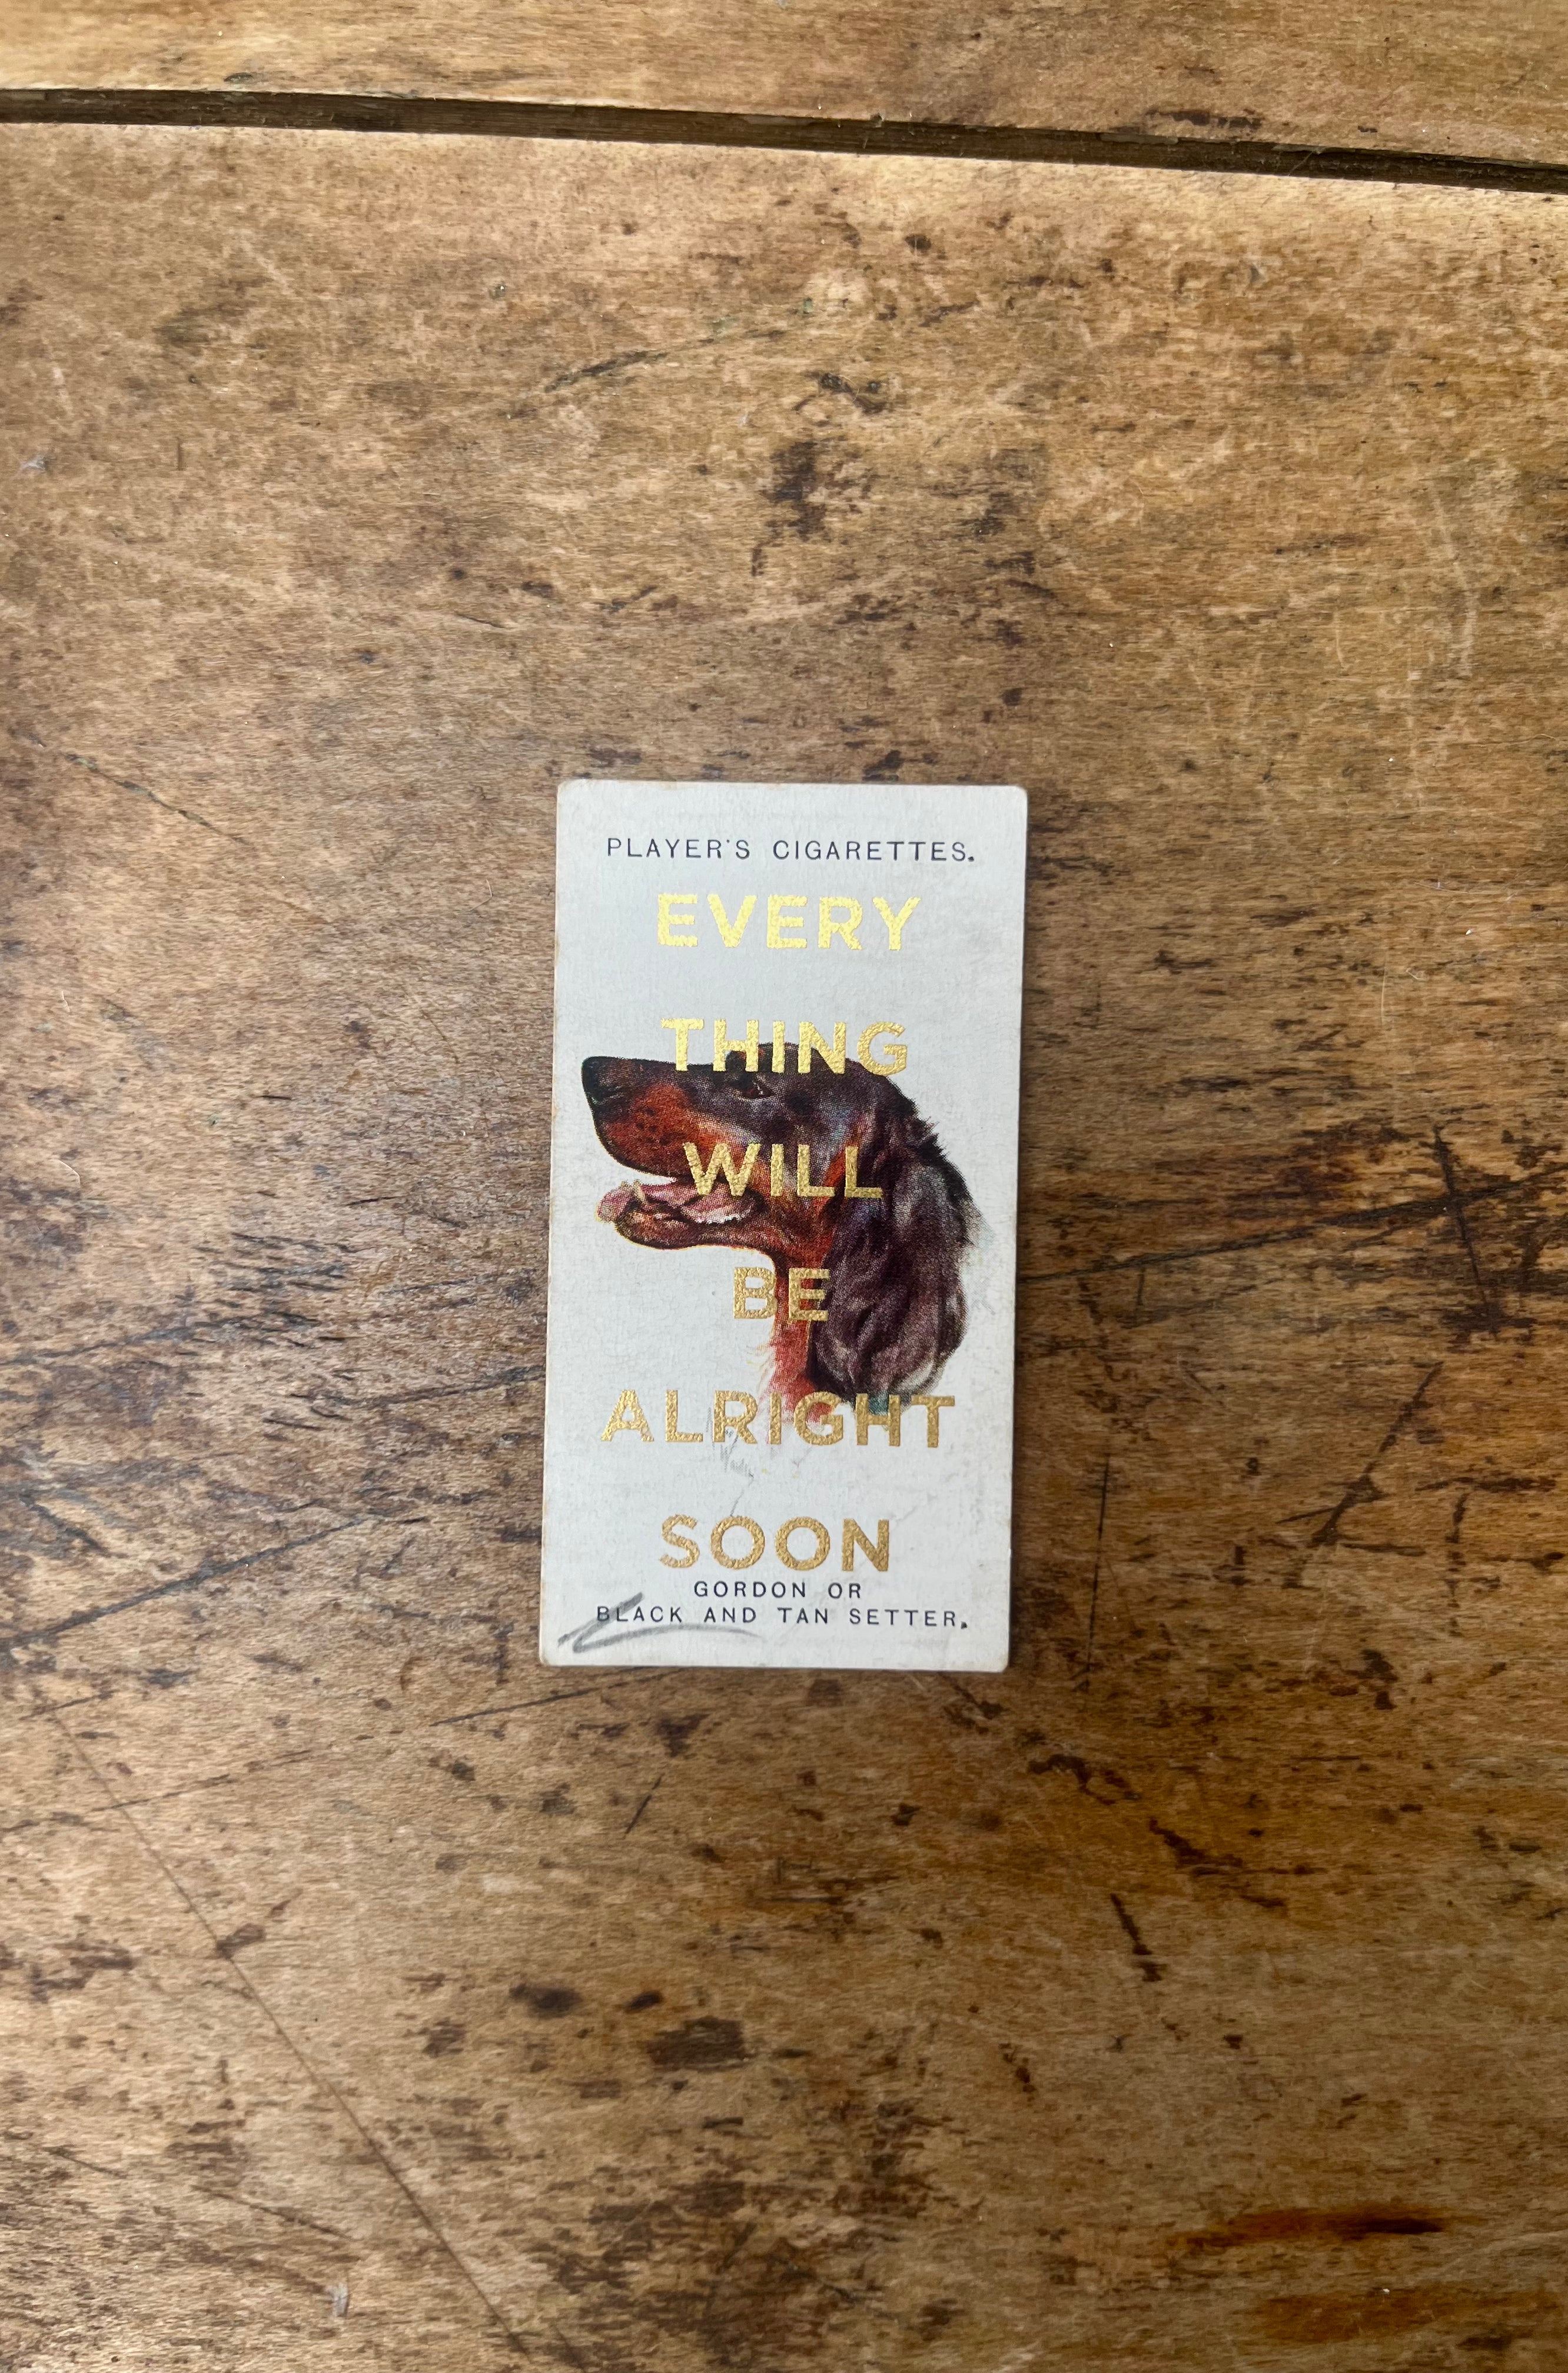 PLAYER'S CIGARETTES.
EVERY
THING
WILL
BE
ALRIGHT
SOON
GORDON OR
BLACK AND TAN SETTER.